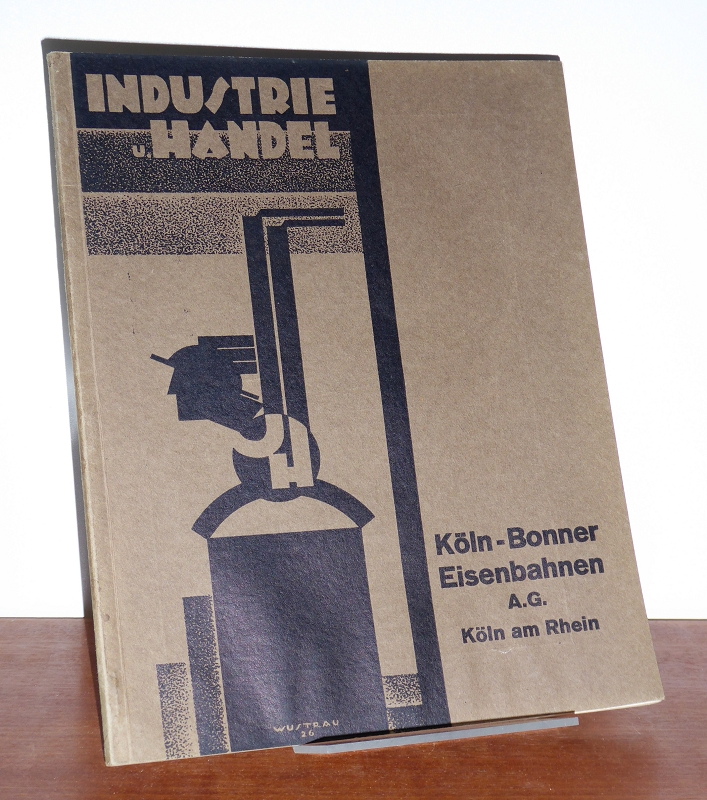 INDUSTRIE
u. HANDEL
JH
Köln-Bonner
Eisenbahnen
A.G.
Köln am Rhein
WUSTRAU
26